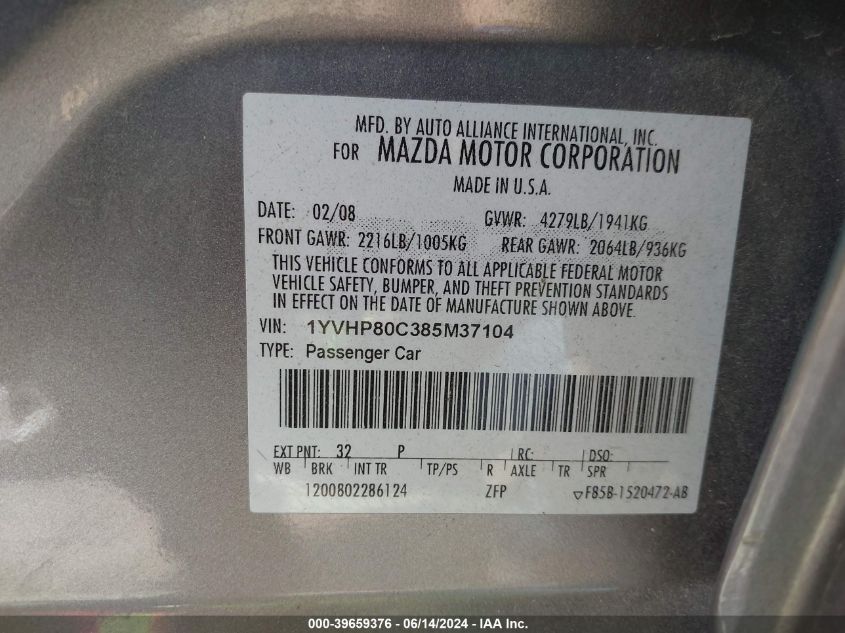 MFD. BY AUTO ALLIANCE INTERNATIONAL, INC.
FOR MAZDA MOTOR CORPORATION
MADE IN U.S.A.
DATE: 02/08 GVWR: 4279LB/1941KG
FRONT GAWR: 2216LB/1005KG REAR GAWR: 2064LB/936KG
THIS VEHICLE CONFORMS TO ALL APPLICABLE FEDERAL MOTOR
VEHICLE SAFETY, BUMPER, AND THEFT PREVENTION STANDARDS
IN EFFECT ON THE DATE OF MANUFACTURE SHOWN ABOVE.
VIN: 1YVHP80C385M37104
TYPE: Passenger Car
EXT PNT: 32 P RC: DSO:
WB BRK INT TR TP/PS R AXLE TR SPR
1200802286124 ZFP ▽F85B-1520472-AB
000-39659376 - 06/14/2024 - IAA Inc.